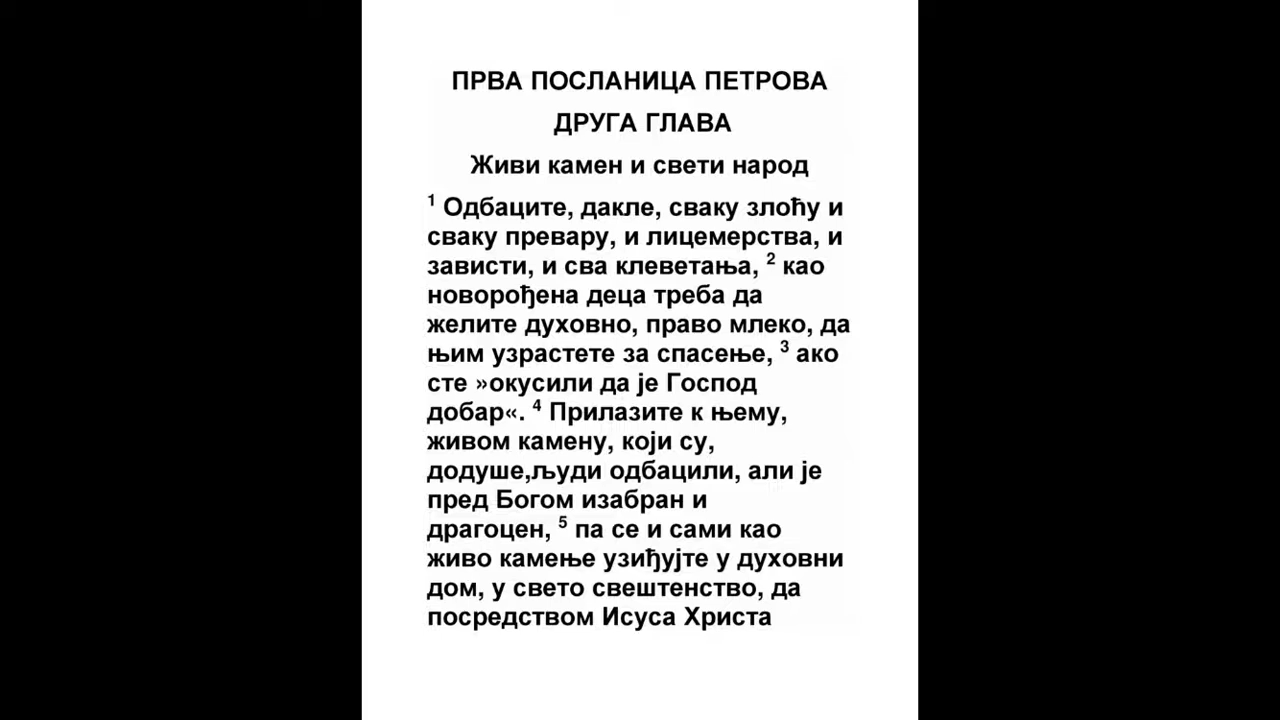 ПРВА ПОСЛАНИЦА ПЕТРОВА
ДРУГА ГЛАВА
Живи камен и свети народ
¹ Одбаците, дакле, сваку злоћу и
сваку превару, и лицемерства, и
зависти, и сва клеветања, ² као
новорођена деца треба да
желите духовно, право млеко, да
њим узрастете за спасење, ³ ако
сте »окусили да је Господ
добар«. ⁴ Прилазите к њему,
живом камену, који су,
додуше,људи одбацили, али је
пред Богом изабран и
драгоцен, ⁵ па се и сами као
живо камење узиђујте у духовни
дом, у свето свештенство, да
посредством Исуса Христа